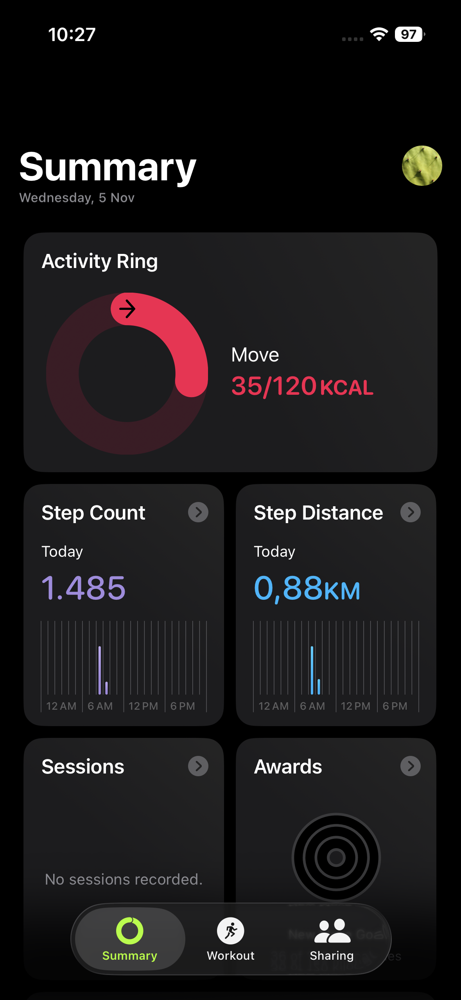 10:27
97
Summary
Wednesday, 5 Nov
Activity Ring
Move
35/120KCAL
Step Count
Today
1.485
12 AM 6 AM 12 PM 6 PM
Step Distance
Today
0,88KM
12 AM 6 AM 12 PM 6 PM
Sessions
No sessions recorded.
Awards
Summary
Workout
Sharing